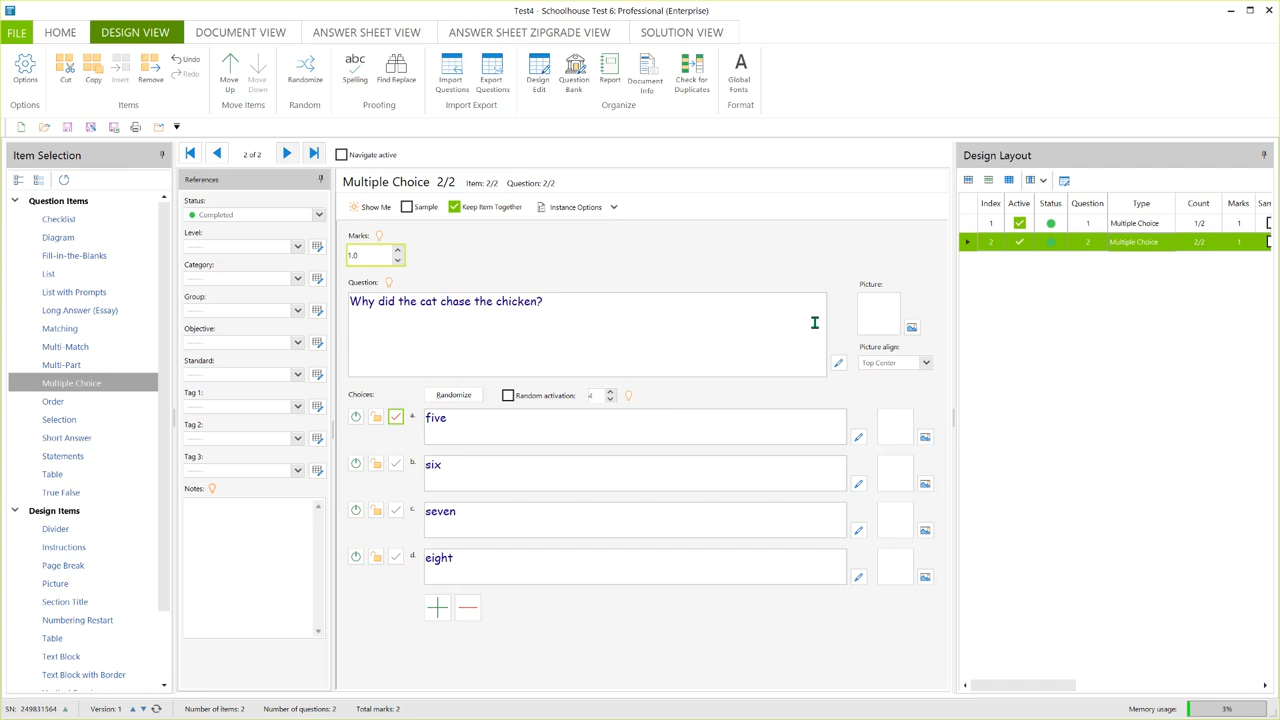 Test4 - Schoolhouse Test 6: Professional (Enterprise)
FILE HOME DESIGN VIEW DOCUMENT VIEW ANSWER SHEET VIEW ANSWER SHEET ZIPGRADE VIEW SOLUTION VIEW
Options Cut Copy Insert Remove Undo Redo Move Up Move Down Randomize abc Spelling Find Replace Import Questions Export Questions Design Edit Question Bank Report Document Info Check for Duplicates A Global Fonts
Options Items Move Items Random Proofing Import Export Organize Format
Item Selection
Question Items
Checklist
Diagram
Fill-in-the-Blanks
List
List with Prompts
Long Answer (Essay)
Matching
Multi-Match
Multi-Part
Multiple Choice
Order
Selection
Short Answer
Statements
Table
True False
Design Items
Divider
Instructions
Page Break
Picture
Section Title
Numbering Restart
Table
Text Block
Text Block with Border
2 of 2 Navigate active
References
Status:
Completed
Level:
------
Category:
------
Group:
------
Objective:
------
Standard:
------
Tag 1:
------
Tag 2:
------
Tag 3:
------
Notes:
Multiple Choice 2/2 Item: 2/2 Question: 2/2
Show Me Sample Keep Item Together Instance Options
Marks:
1.0
Question:
Why did the cat chase the chicken?
Picture:
Picture align:
Top Center
Choices: Randomize Random activation: 4
a. five
b. six
c. seven
d. eight
Design Layout
Index Active Status Question Type Count Marks
1 1 Multiple Choice 1/2 1
2 2 Multiple Choice 2/2 1
SN: 249831564 Version: 1 Number of items: 2 Number of questions: 2 Total marks: 2 Memory usage: 3%